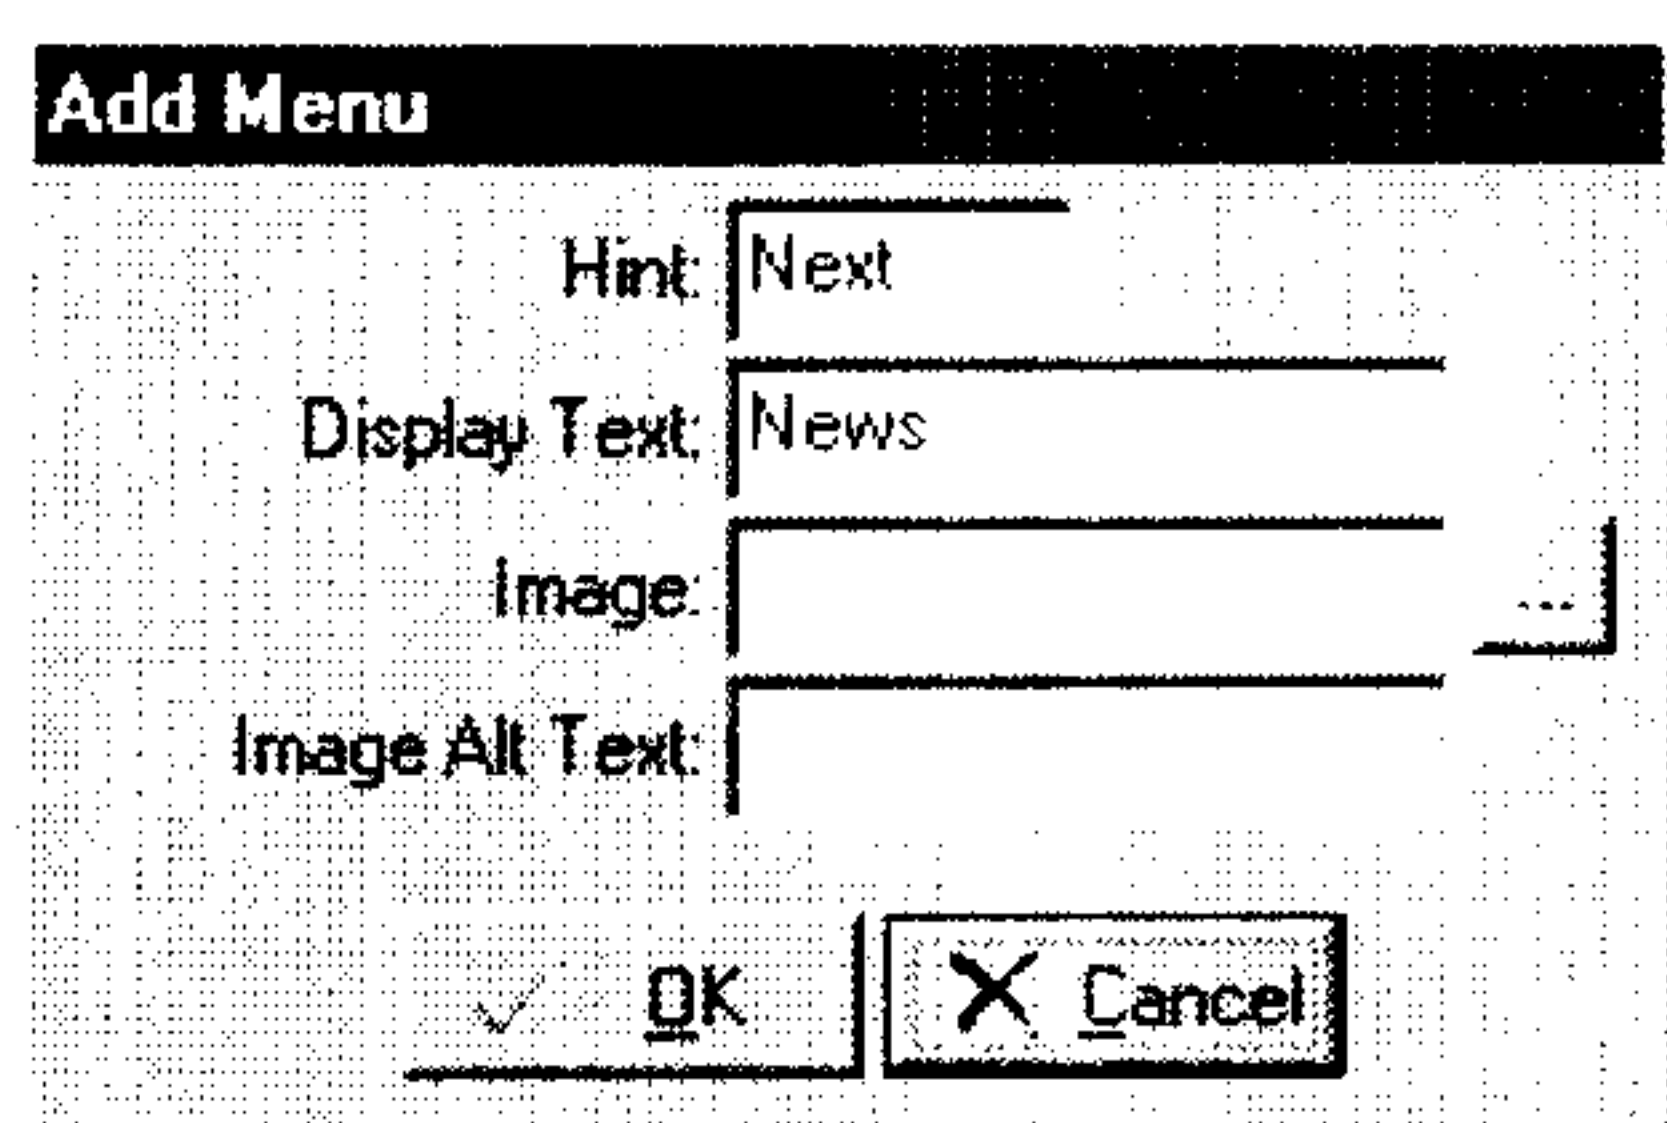 Add Menu
Hint: Next
Display Text: News
Image: ...
Image Alt Text:
OK Cancel